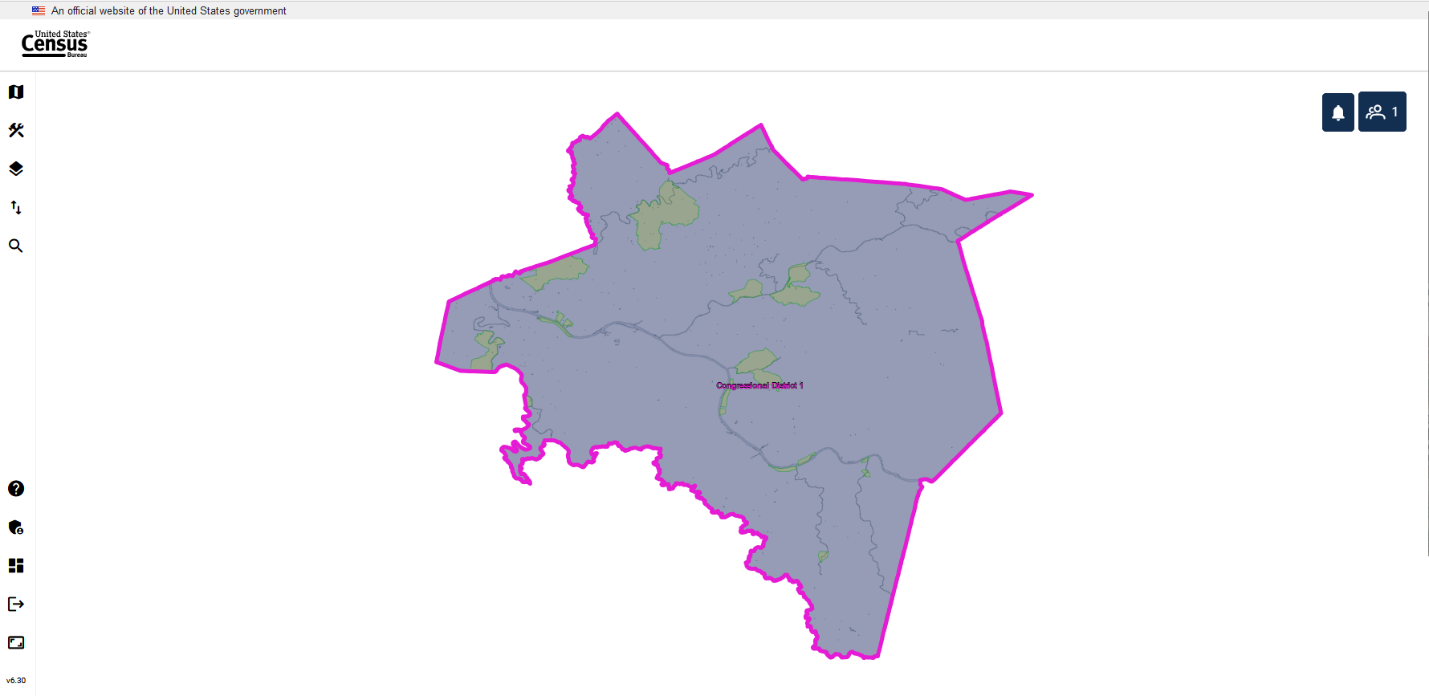 An official website of the United States government
United States®
Census
Bureau
1
Congressional District 1
v6.30